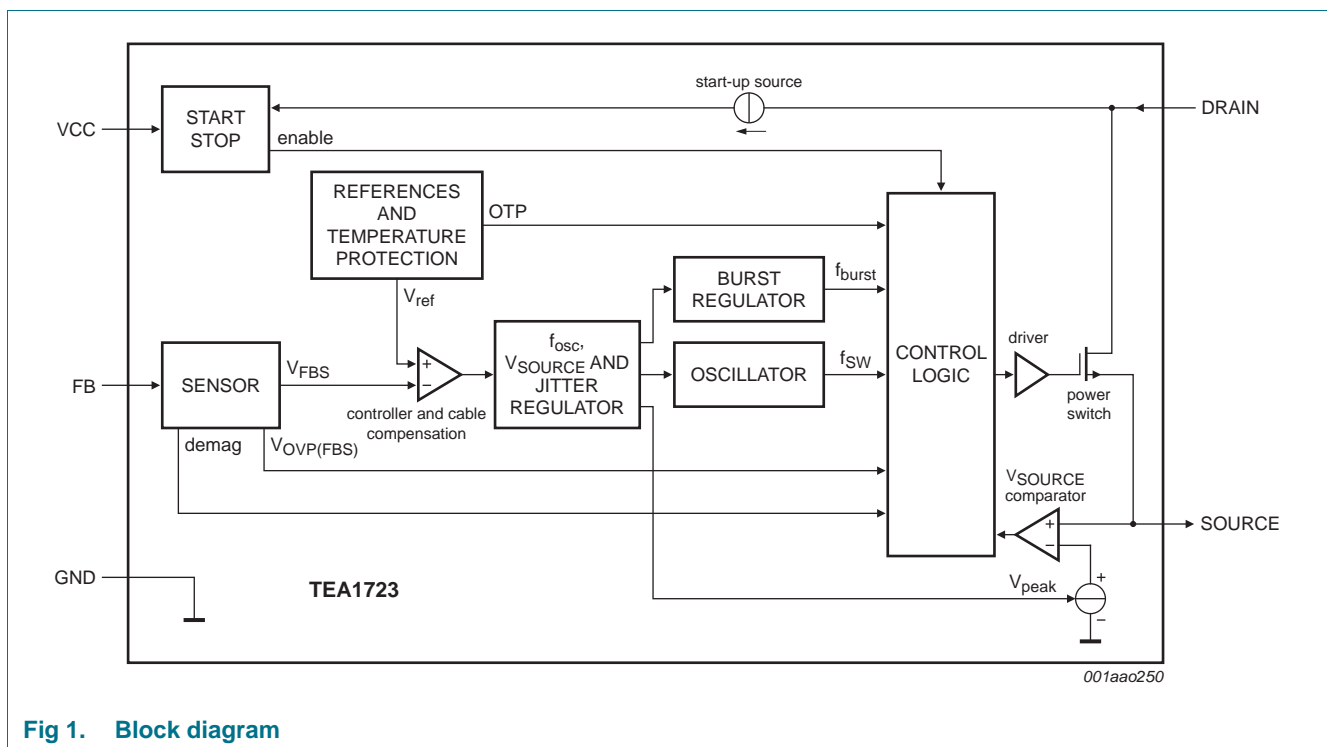 start-up source
DRAIN
VCC
START
STOP
enable
REFERENCES
AND
TEMPERATURE
PROTECTION
OTP
Vref
BURST
REGULATOR
fburst
FB
SENSOR
VFBS
+
−
controller and cable
compensation
fosc,
VSOURCE AND
JITTER
REGULATOR
OSCILLATOR
fSW
CONTROL
LOGIC
driver
power
switch
demag
VOVP(FBS)
VSOURCE
comparator
+
−
SOURCE
GND
TEA1723
Vpeak
+
−
001aao250
Fig 1. Block diagram